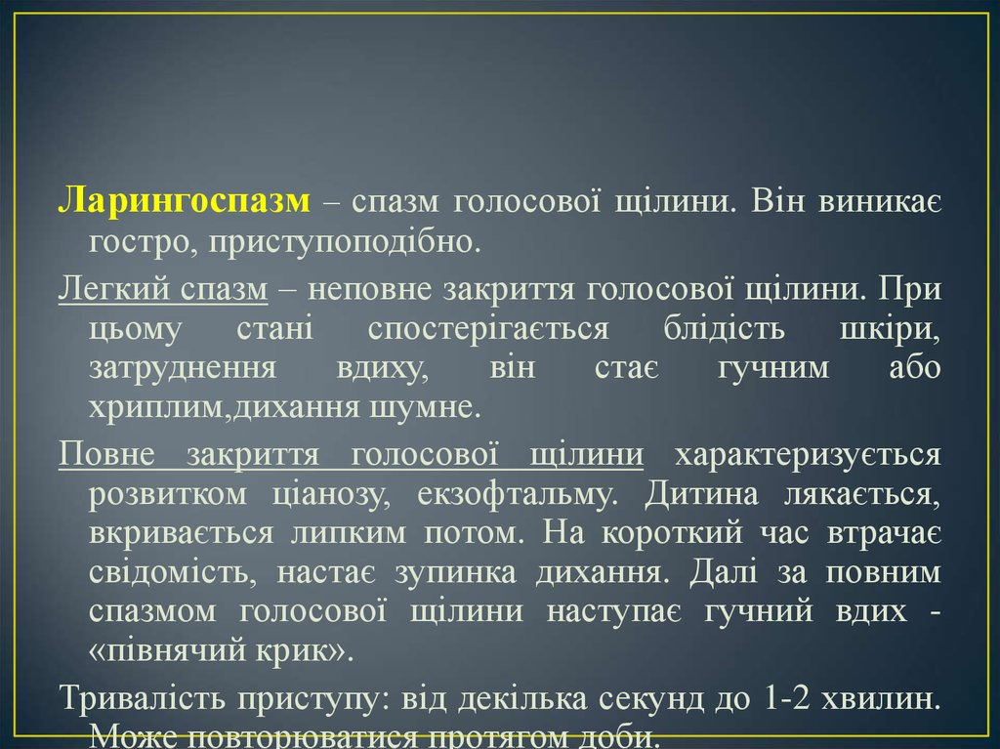 Ларингоспазм – спазм голосової щілини. Він виникає
гостро, приступоподібно.
Легкий спазм – неповне закриття голосової щілини. При
цьому стані спостерігається блідість шкіри,
затруднення вдиху, він стає гучним або
хриплим,дихання шумне.
Повне закриття голосової щілини характеризується
розвитком ціанозу, екзофтальму. Дитина лякається,
вкривається липким потом. На короткий час втрачає
свідомість, настає зупинка дихання. Далі за повним
спазмом голосової щілини наступає гучний вдих -
«півнячий крик».
Тривалість приступу: від декілька секунд до 1-2 хвилин.
Може повторюватися протягом доби.